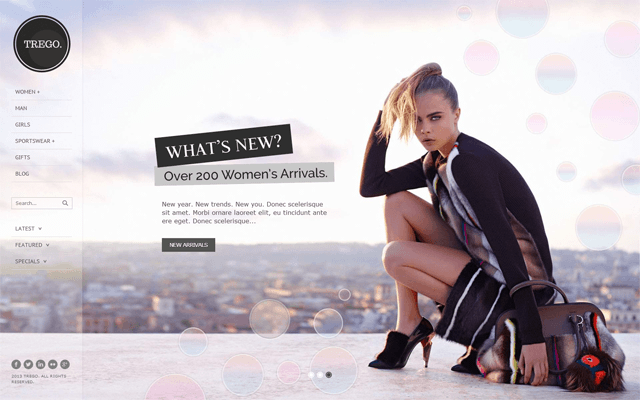 TREGO.
WOMEN +
MAN
GIRLS
SPORTSWEAR +
GIFTS
BLOG
Search...
LATEST
FEATURED
SPECIALS
2013 TREGO. ALL RIGHTS
RESERVED.
WHAT'S NEW?
Over 200 Women's Arrivals.
New year. New trends. New you. Donec scelerisque
sit amet. Morbi ornare laoreet elit, eu tincidunt ante
ere eget. Donec scelerisque...
NEW ARRIVALS